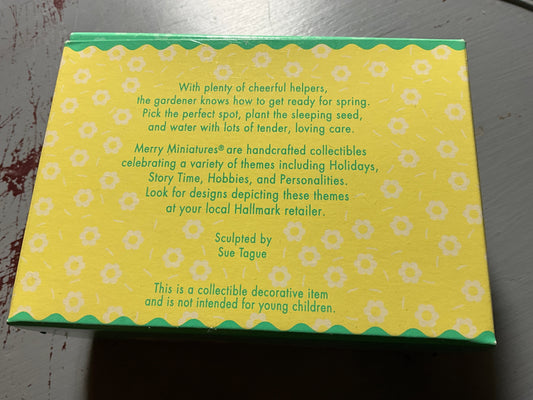 With plenty of cheerful helpers,
the gardener knows how to get ready for spring.
Pick the perfect spot, plant the sleeping seed,
and water with lots of tender, loving care.
Merry Miniatures® are handcrafted collectibles
celebrating a variety of themes including Holidays,
Story Time, Hobbies, and Personalities.
Look for designs depicting these themes
at your local Hallmark retailer.
Sculpted by
Sue Tague
This is a collectible decorative item
and is not intended for young children.